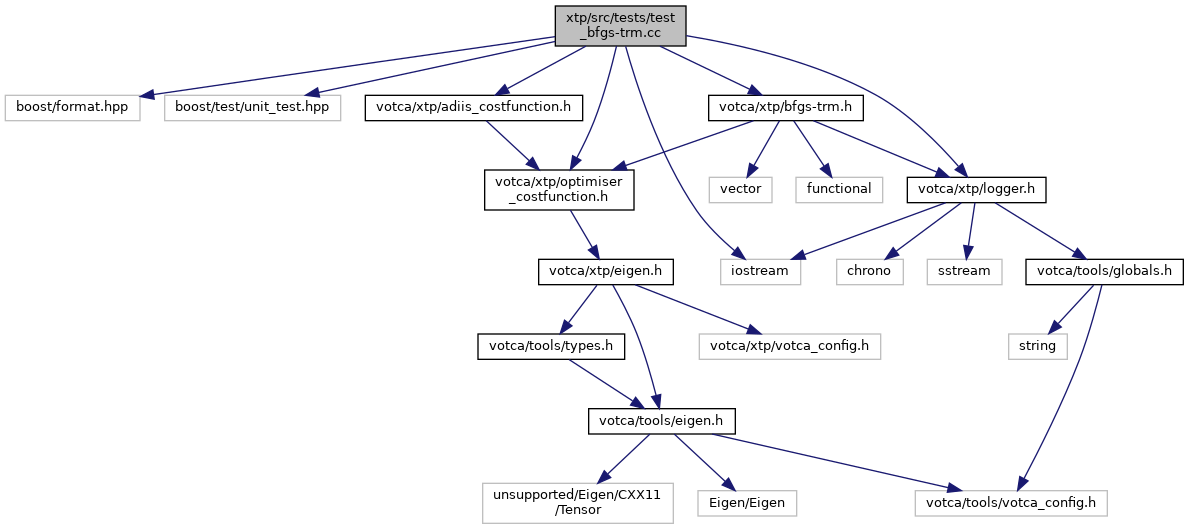 xtp/src/tests/test
_bfgs-trm.cc
boost/format.hpp
boost/test/unit_test.hpp
votca/xtp/adiis_costfunction.h
votca/xtp/bfgs-trm.h
votca/xtp/optimiser
_costfunction.h
vector
functional
votca/xtp/logger.h
votca/xtp/eigen.h
iostream
chrono
sstream
votca/tools/globals.h
votca/tools/types.h
votca/xtp/votca_config.h
string
votca/tools/eigen.h
unsupported/Eigen/CXX11
/Tensor
Eigen/Eigen
votca/tools/votca_config.h